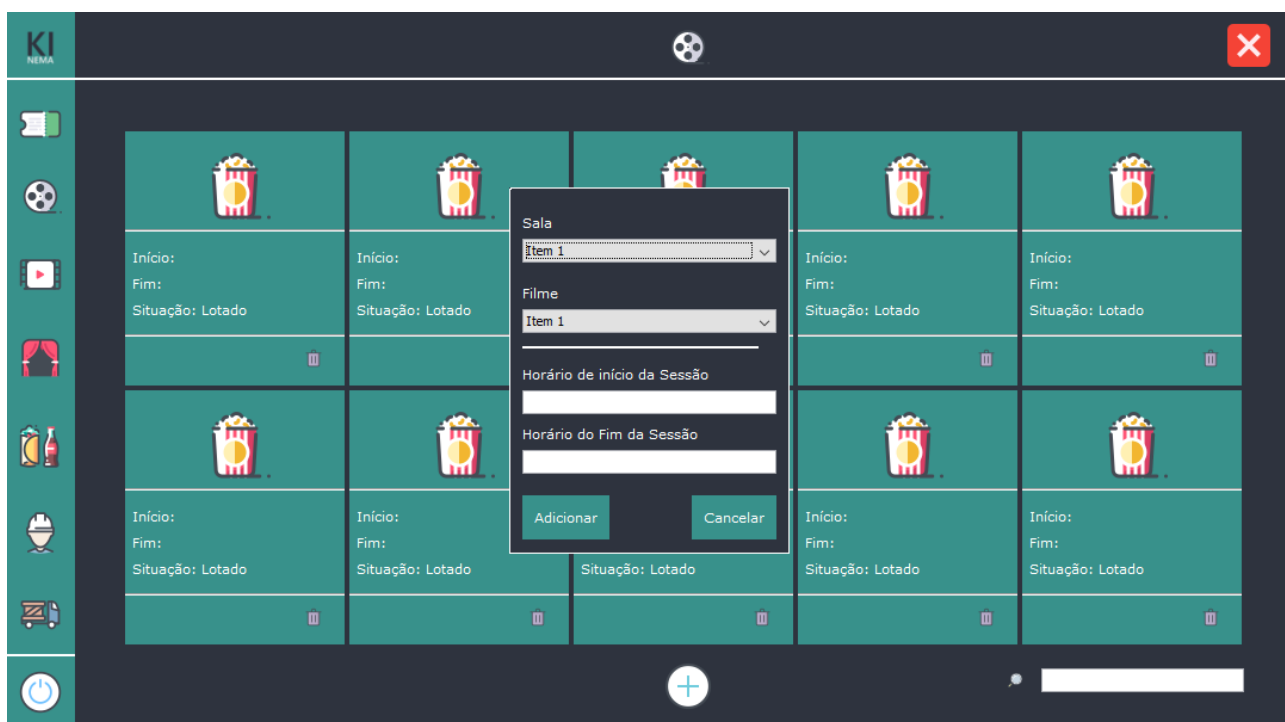 KI
NEMA
Início:
Fim:
Situação: Lotado
Início:
Fim:
Situação: Lotado
Sala
Item 1
Filme
Item 1
Horário de início da Sessão
Horário do Fim da Sessão
Adicionar
Cancelar
Início:
Fim:
Situação: Lotado
Início:
Fim:
Situação: Lotado
Início:
Fim:
Situação: Lotado
Início:
Fim:
Situação: Lotado
Situação: Lotado
Início:
Fim:
Situação: Lotado
Início:
Fim:
Situação: Lotado